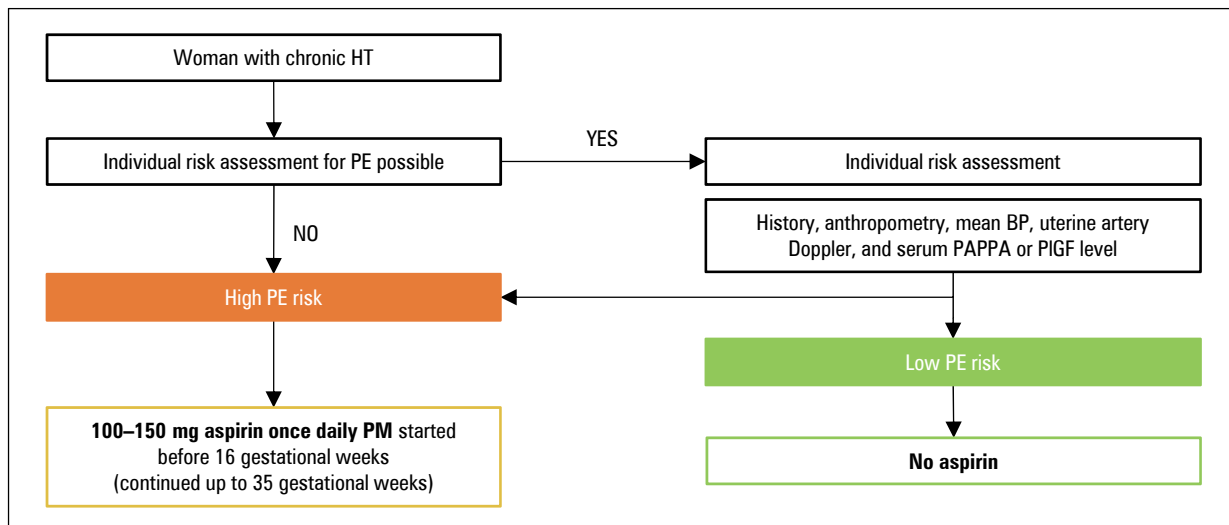 Woman with chronic HT
Individual risk assessment for PE possible
YES
Individual risk assessment
NO
History, anthropometry, mean BP, uterine artery
Doppler, and serum PAPPA or PlGF level
High PE risk
Low PE risk
100–150 mg aspirin once daily PM started
before 16 gestational weeks
(continued up to 35 gestational weeks)
No aspirin